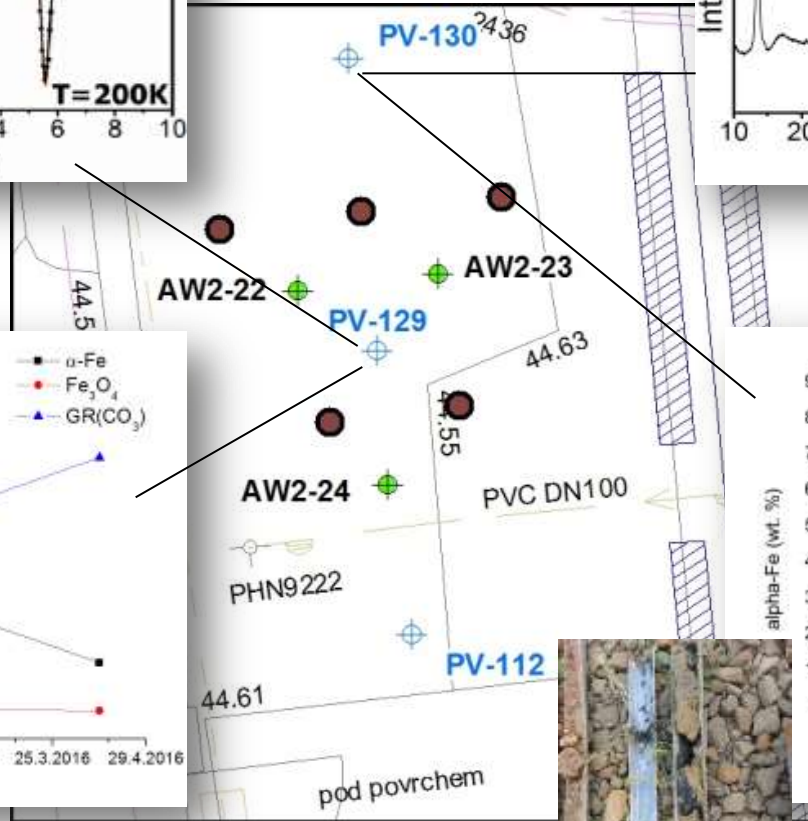 T=200K
4 6 8 10
Int
10 20
PV-130
2436
AW2-22
AW2-23
PV-129
44.5
44.63
44.55
α-Fe
Fe3O4
GR(CO3)
AW2-24
PVC DN100
PHN9222
PV-112
44.61
25.3.2016 29.4.2016
pod povrchem
alpha-Fe (wt. %)